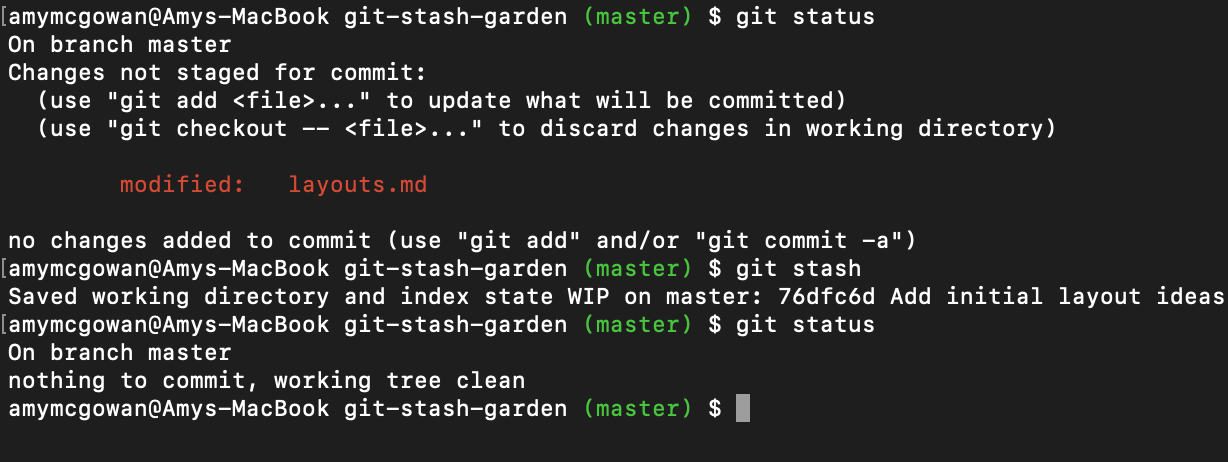 [amymcgowan@Amys-MacBook git-stash-garden (master) $ git status
On branch master
Changes not staged for commit:
  (use "git add <file>..." to update what will be committed)
  (use "git checkout -- <file>..." to discard changes in working directory)
        modified:   layouts.md
no changes added to commit (use "git add" and/or "git commit -a")
[amymcgowan@Amys-MacBook git-stash-garden (master) $ git stash
Saved working directory and index state WIP on master: 76dfc6d Add initial layout ideas
[amymcgowan@Amys-MacBook git-stash-garden (master) $ git status
On branch master
nothing to commit, working tree clean
amymcgowan@Amys-MacBook git-stash-garden (master) $